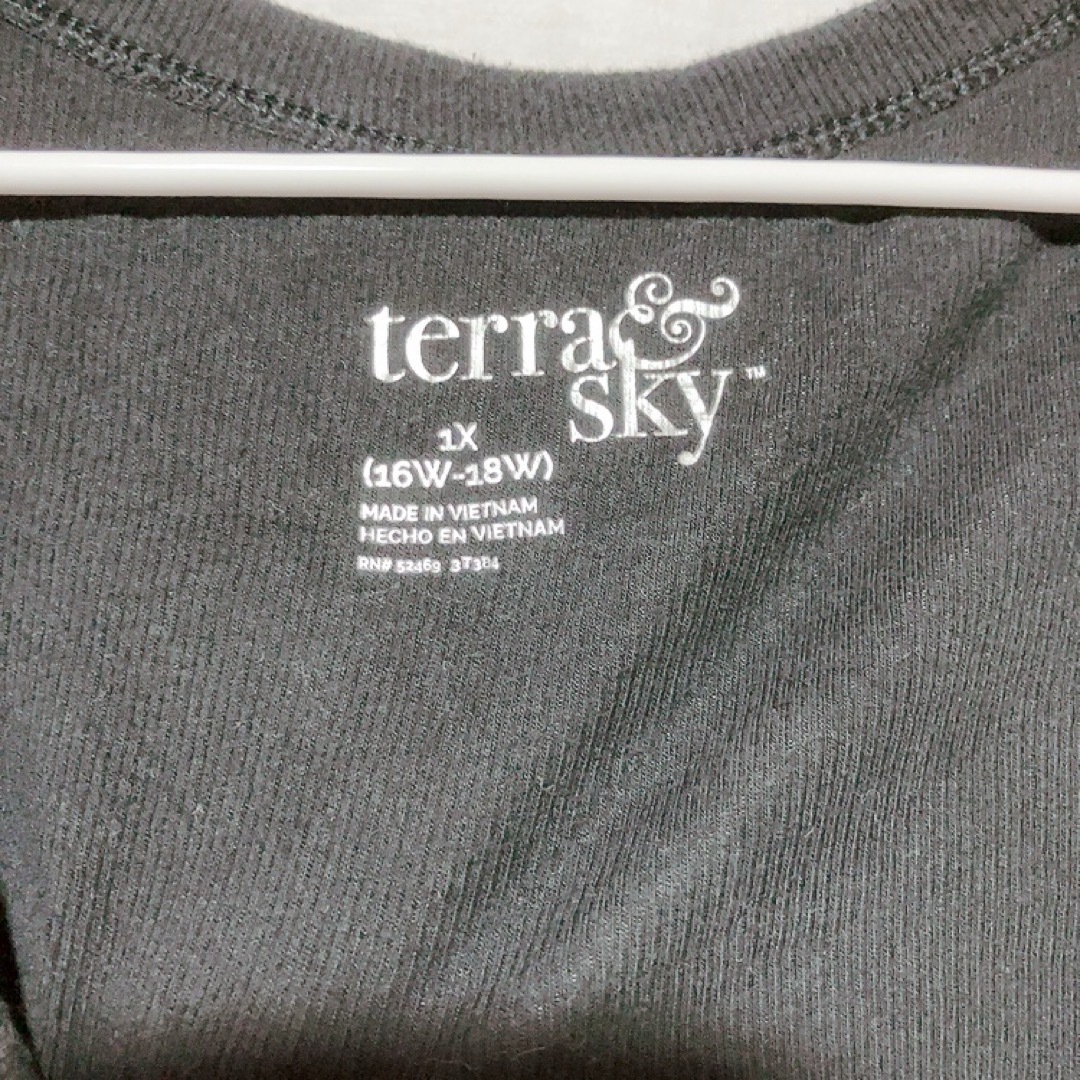 terra &
sky™
1X
(16W-18W)
MADE IN VIETNAM
HECHO EN VIETNAM
RN# 52469 3T384